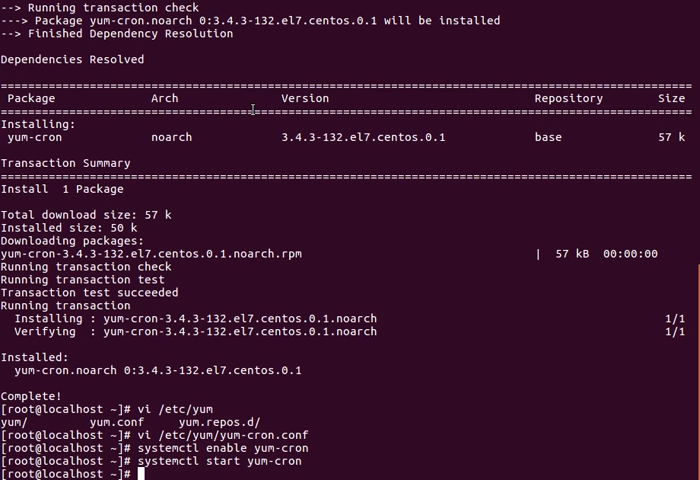 --> Running transaction check
---> Package yum-cron.noarch 0:3.4.3-132.el7.centos.0.1 will be installed
--> Finished Dependency Resolution
Dependencies Resolved
================================================================================
Package Arch Version Repository Size
================================================================================
Installing:
yum-cron noarch 3.4.3-132.el7.centos.0.1 base 57 k
Transaction Summary
================================================================================
Install 1 Package
Total download size: 57 k
Installed size: 50 k
Downloading packages:
yum-cron-3.4.3-132.el7.centos.0.1.noarch.rpm | 57 kB 00:00:00
Running transaction check
Running transaction test
Transaction test succeeded
Running transaction
Installing : yum-cron-3.4.3-132.el7.centos.0.1.noarch 1/1
Verifying : yum-cron-3.4.3-132.el7.centos.0.1.noarch 1/1
Installed:
yum-cron.noarch 0:3.4.3-132.el7.centos.0.1
Complete!
[root@localhost ~]# vi /etc/yum
yum/ yum.conf yum.repos.d/
[root@localhost ~]# vi /etc/yum/yum-cron.conf
[root@localhost ~]# systemctl enable yum-cron
[root@localhost ~]# systemctl start yum-cron
[root@localhost ~]#